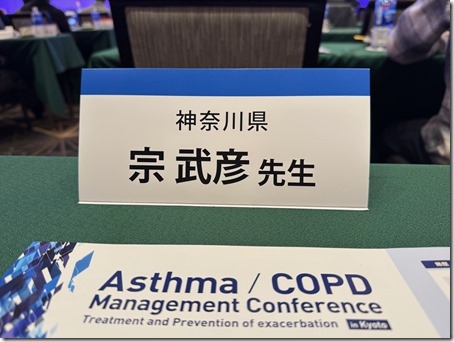 神奈川県
宗 武彦 先生
Asthma / COPD
Management Conference
Treatment and Prevention of exacerbation in Kyoto